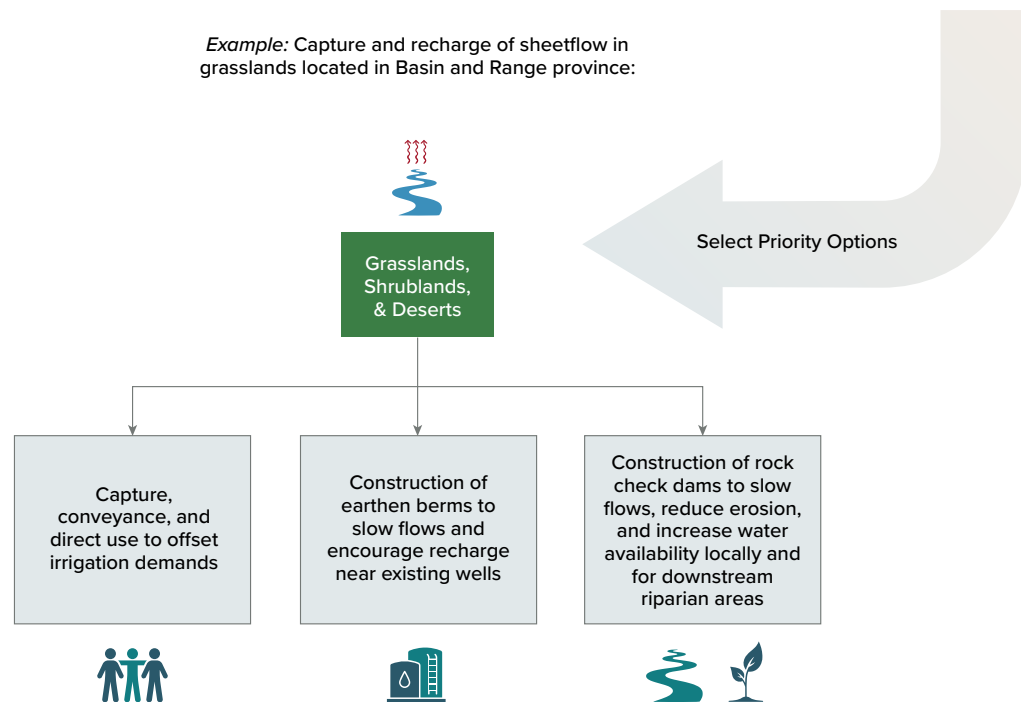 Example: Capture and recharge of sheetflow in
grasslands located in Basin and Range province:
Select Priority Options
Grasslands,
Shrublands,
& Deserts
Capture,
conveyance, and
direct use to offset
irrigation demands
Construction of
earthen berms to
slow flows and
encourage recharge
near existing wells
Construction of rock
check dams to slow
flows, reduce erosion,
and increase water
availability locally and
for downstream
riparian areas